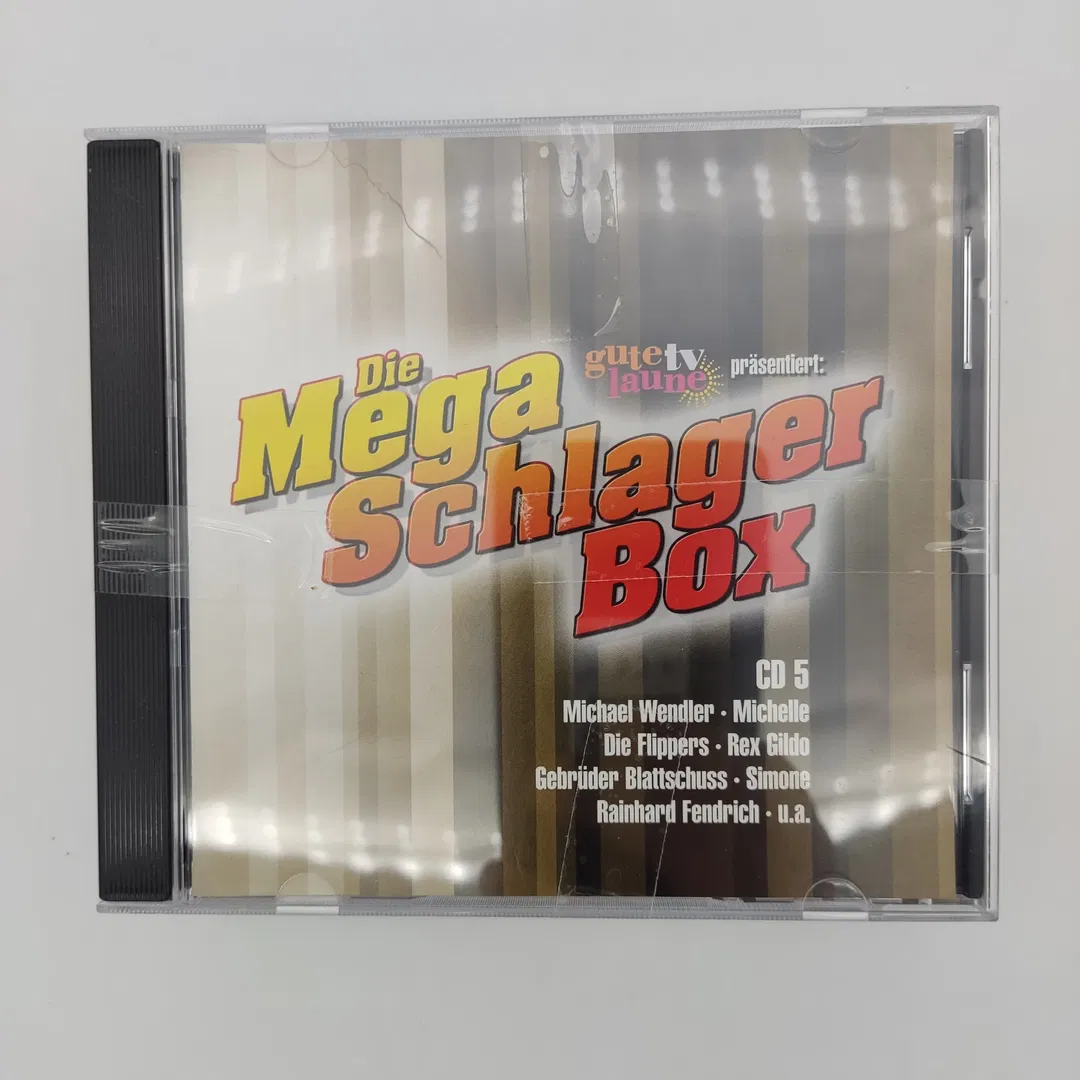 gute tv
laune
präsentiert:
Die
Mega
Schlager
Box
CD 5
Michael Wendler · Michelle
Die Flippers · Rex Gildo
Gebrüder Blattschuss · Simone
Rainhard Fendrich · u.a.